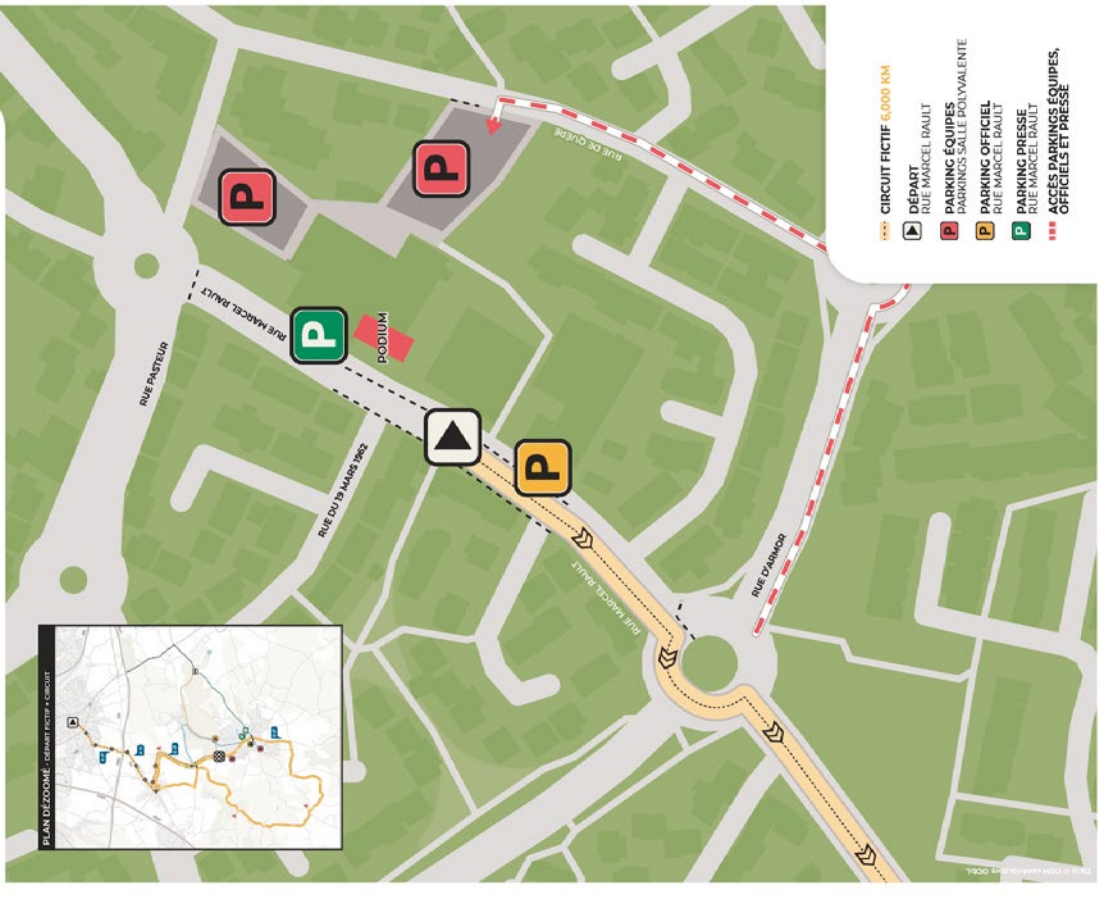 PLAN DÉZOOMÉ - DÉPART FICTIF + CIRCUIT
RUE PASTEUR
RUE MARCEL RAULT
P
P
P
PODIUM
RUE DU 19 MARS 1962
P
RUE MARCEL RAULT
RUE DE QUÉRÉ
RUE D'ARMOR
CIRCUIT FICTIF 6,000 KM
DÉPART
RUE MARCEL RAULT
P
PARKING ÉQUIPES
PARKINGS SALLE POLYVALENTE
P
PARKING OFFICIEL
RUE MARCEL RAULT
P
PARKING PRESSE
RUE MARCEL RAULT
ACCÈS PARKINGS ÉQUIPES,
OFFICIELS ET PRESSE